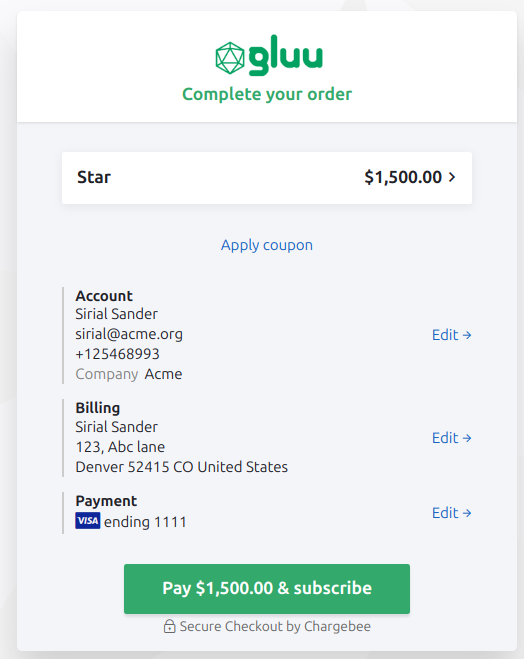 gluu
Complete your order
Star $1,500.00 >
Apply coupon
Account
Sirial Sander
sirial@acme.org
+125468993
Company Acme
Edit →
Billing
Sirial Sander
123, Abc lane
Denver 52415 CO United States
Edit →
Payment
VISA ending 1111
Edit →
Pay $1,500.00 & subscribe
Secure Checkout by Chargebee